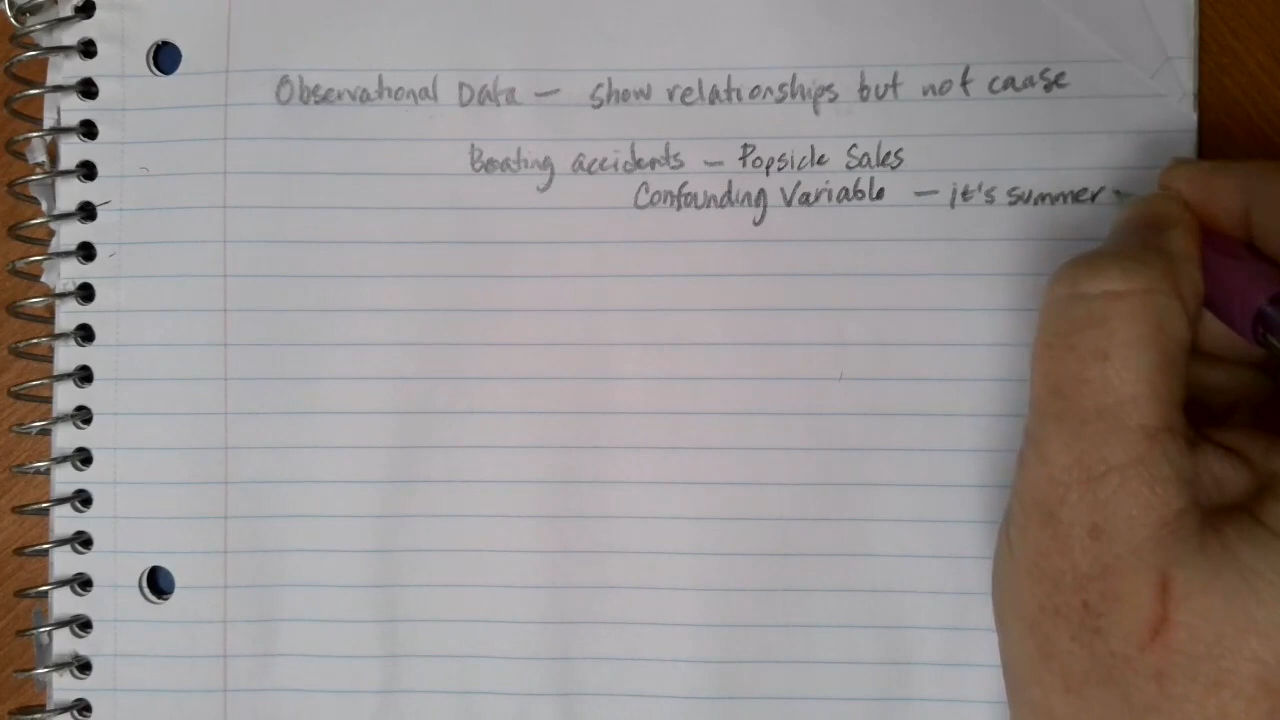 Observational Data — show relationships but not cause
Boating accidents — Popsicle Sales
Confounding Variable — it's summer -